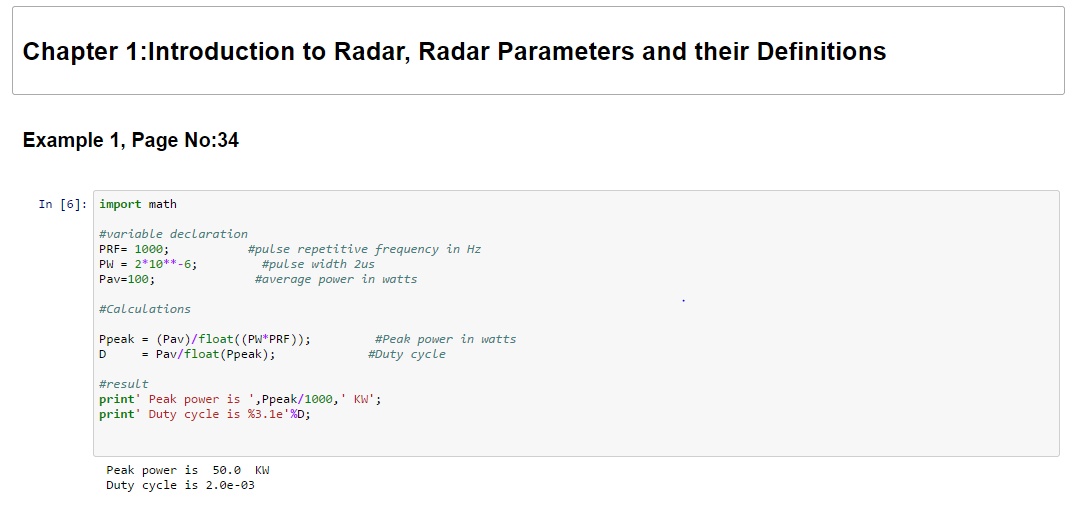 Chapter 1:Introduction to Radar, Radar Parameters and their Definitions
Example 1, Page No:34
In [6]: import math
#variable declaration
PRF= 1000; #pulse repetitive frequency in Hz
PW = 2*10**-6; #pulse width 2us
Pav=100; #average power in watts
#Calculations
Ppeak = (Pav)/float((PW*PRF)); #Peak power in watts
D = Pav/float(Ppeak); #Duty cycle
#result
print' Peak power is ',Ppeak/1000,' KW';
print' Duty cycle is %3.1e'%D;
Peak power is 50.0 KW
Duty cycle is 2.0e-03